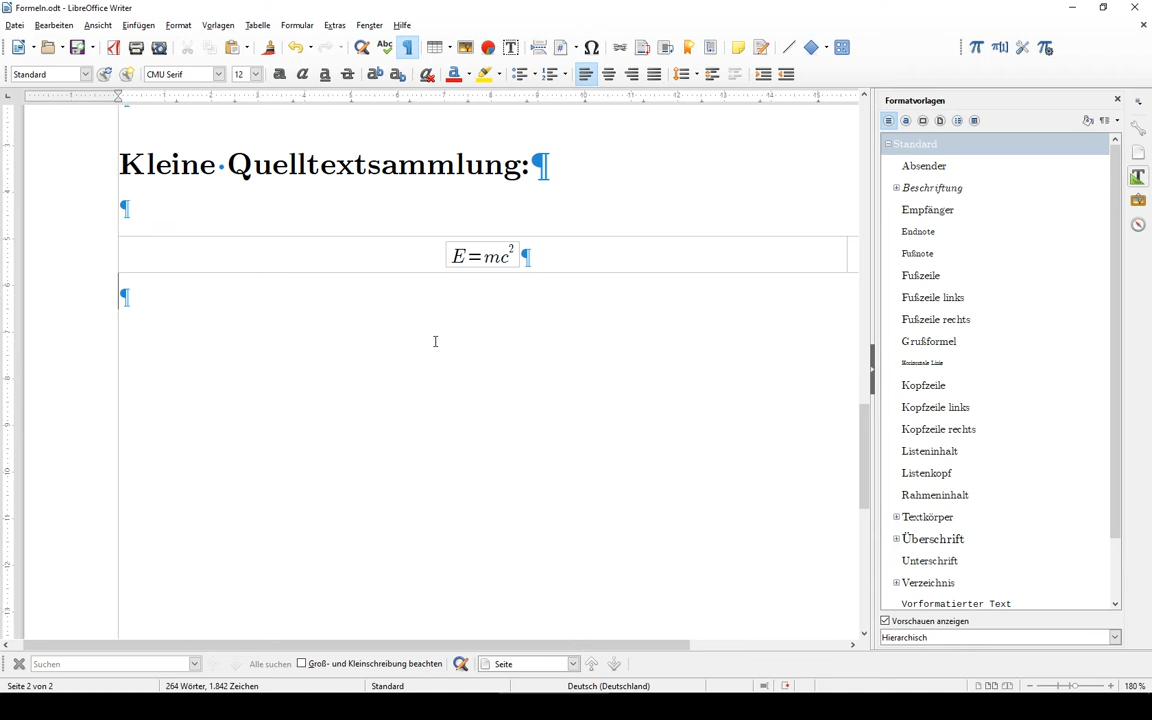 Formeln.odt - LibreOffice Writer
Datei Bearbeiten Ansicht Einfügen Format Vorlagen Tabelle Formular Extras Fenster Hilfe
Standard CMU Serif 12
Formatvorlagen
Kleine·Quelltextsammlung:¶
¶
E=mc²¶
¶
Standard
Absender
Beschriftung
Empfänger
Endnote
Fußnote
Fußzeile
Fußzeile links
Fußzeile rechts
Grußformel
Horizontale Linie
Kopfzeile
Kopfzeile links
Kopfzeile rechts
Listeninhalt
Listenkopf
Rahmeninhalt
Textkörper
Überschrift
Unterschrift
Verzeichnis
Vorformatierter Text
Vorschauen anzeigen
Hierarchisch
Suchen Alle suchen Groß- und Kleinschreibung beachten Seite
Seite 2 von 2 264 Wörter, 1.842 Zeichen Standard Deutsch (Deutschland) 180 %